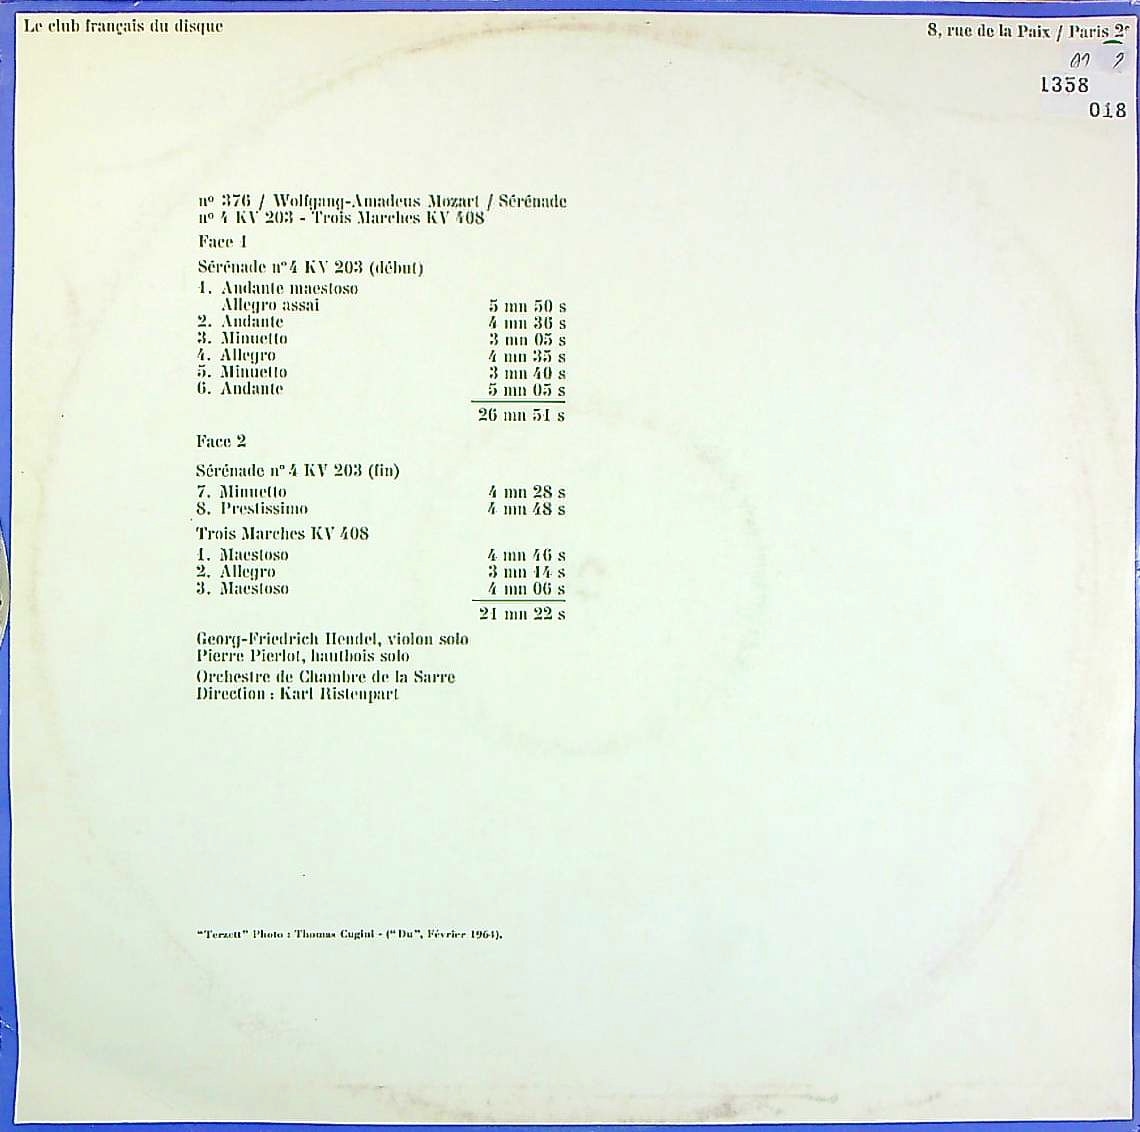 Le club français du disque
8, rue de la Paix / Paris 2e
1358
018
nº 376 / Wolfgang-Amadeus Mozart / Sérénade
nº 4 KV 203 - Trois Marches KV 408
Face 1
Sérénade nº 4 KV 203 (début)
1. Andante maestoso
Allegro assai 5 mn 50 s
2. Andante 4 mn 36 s
3. Minuetto 3 mn 05 s
4. Allegro 4 mn 35 s
5. Minuetto 3 mn 40 s
6. Andante 5 mn 05 s
26 mn 51 s
Face 2
Sérénade nº 4 KV 203 (fin)
7. Minuetto 4 mn 28 s
8. Prestissimo 4 mn 48 s
Trois Marches KV 408
1. Maestoso 4 mn 46 s
2. Allegro 3 mn 14 s
3. Maestoso 4 mn 06 s
21 mn 22 s
Georg-Friedrich Hendel, violon solo
Pierre Pierlot, hautbois solo
Orchestre de Chambre de la Sarre
Direction : Karl Ristenpart
"Terzett" Photo : Thomas Cugini - ("Du", Février 1964).